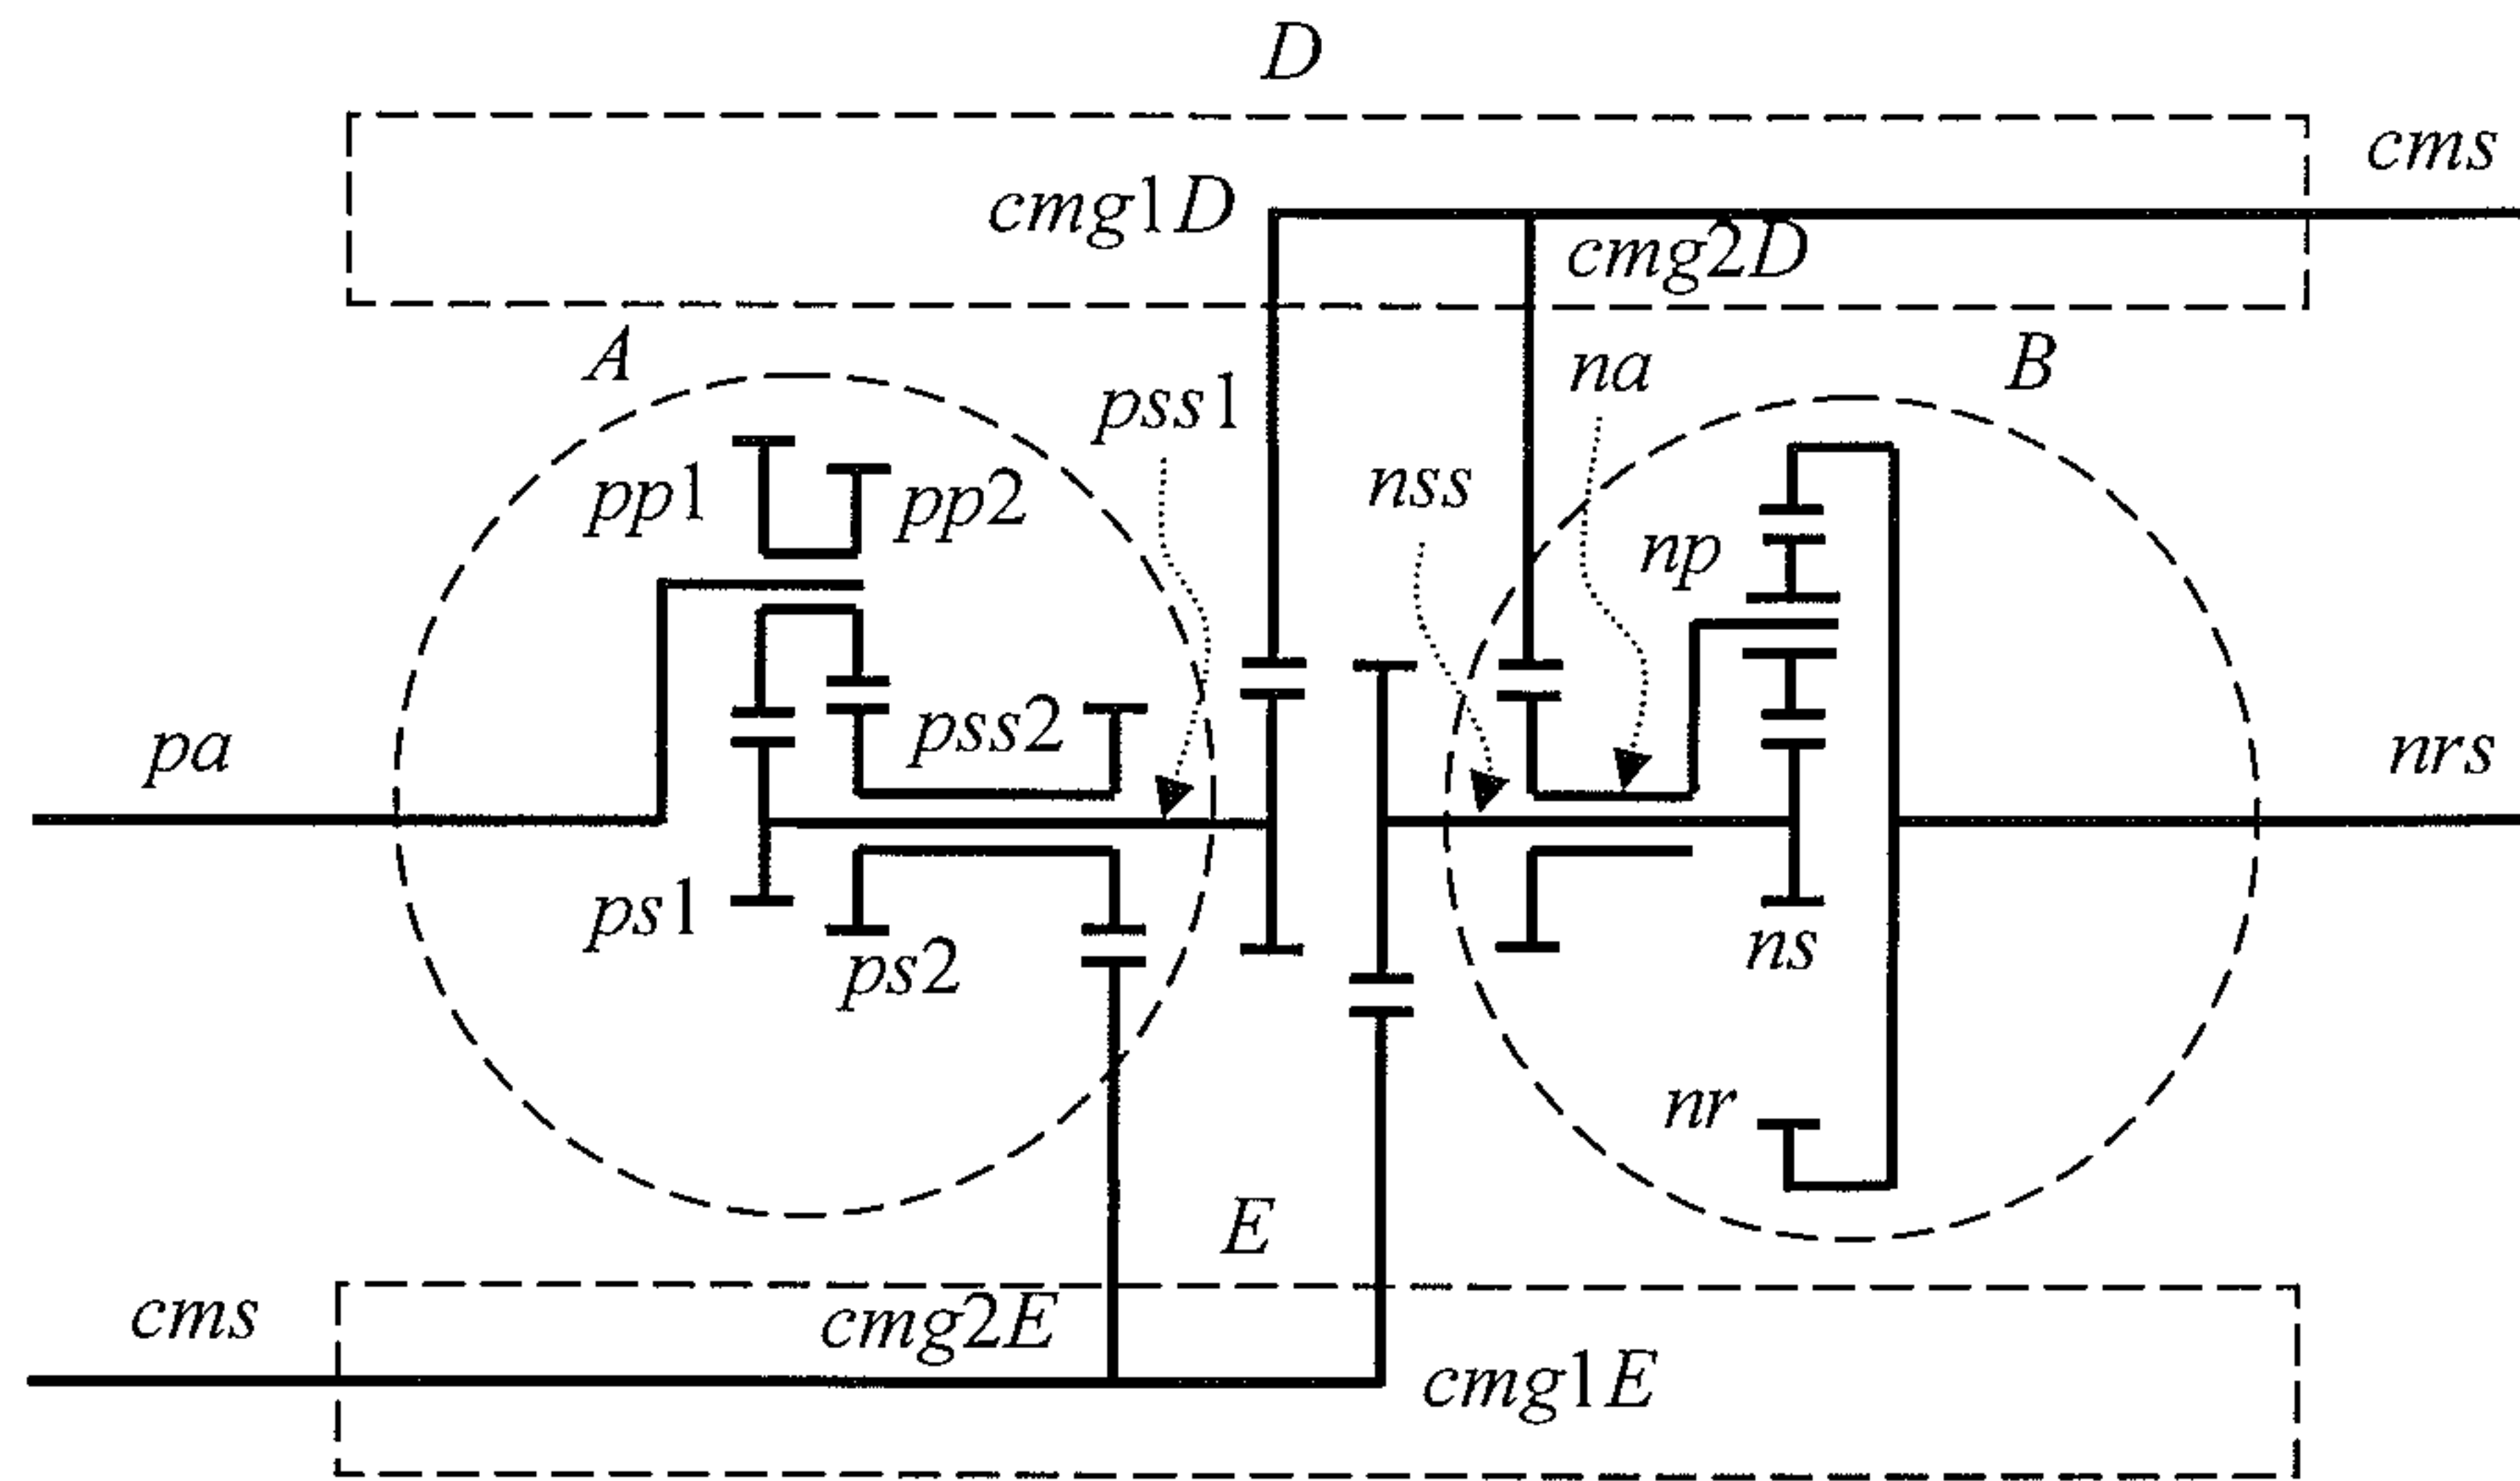 D
cms
cmg1D
cmg2D
A
B
pss1
na
nss
pp1
pp2
np
pss2
pa
nrs
ps1
ps2
ns
nr
E
cms
cmg2E
cmg1E